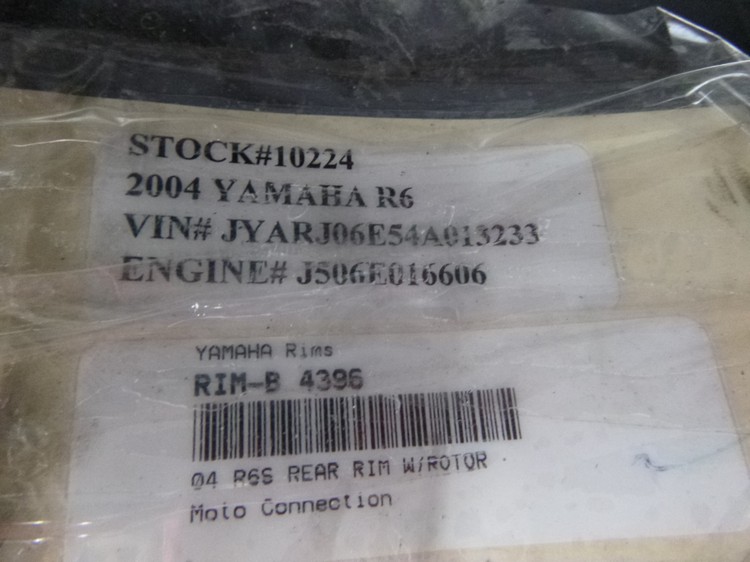 STOCK#10224
2004 YAMAHA R6
VIN# JYARJ06E54A013233
ENGINE# J506E016606
YAMAHA Rims
RIM-B 4396
04 R6S REAR RIM W/ROTOR
Moto Connection